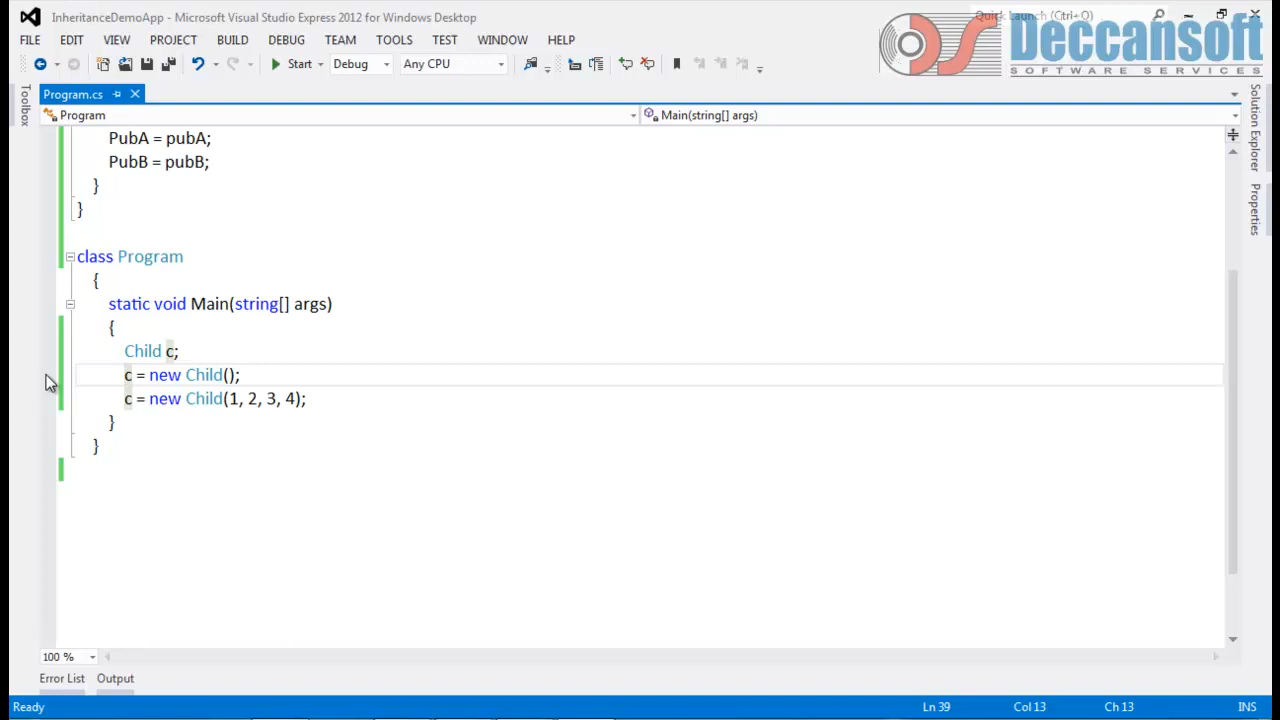 InheritanceDemoApp - Microsoft Visual Studio Express 2012 for Windows Desktop
Quick Launch (Ctrl+Q)
FILE EDIT VIEW PROJECT BUILD DEBUG TEAM TOOLS TEST WINDOW HELP
Deccansoft
SOFTWARE SERVICES
Start Debug Any CPU
Toolbox
Program.cs
Program
Main(string[] args)
Solution Explorer
Properties
PubA = pubA;
PubB = pubB;
}
}
class Program
{
static void Main(string[] args)
{
Child c;
c = new Child();
c = new Child(1, 2, 3, 4);
}
}
100 %
Error List Output
Ready Ln 39 Col 13 Ch 13 INS